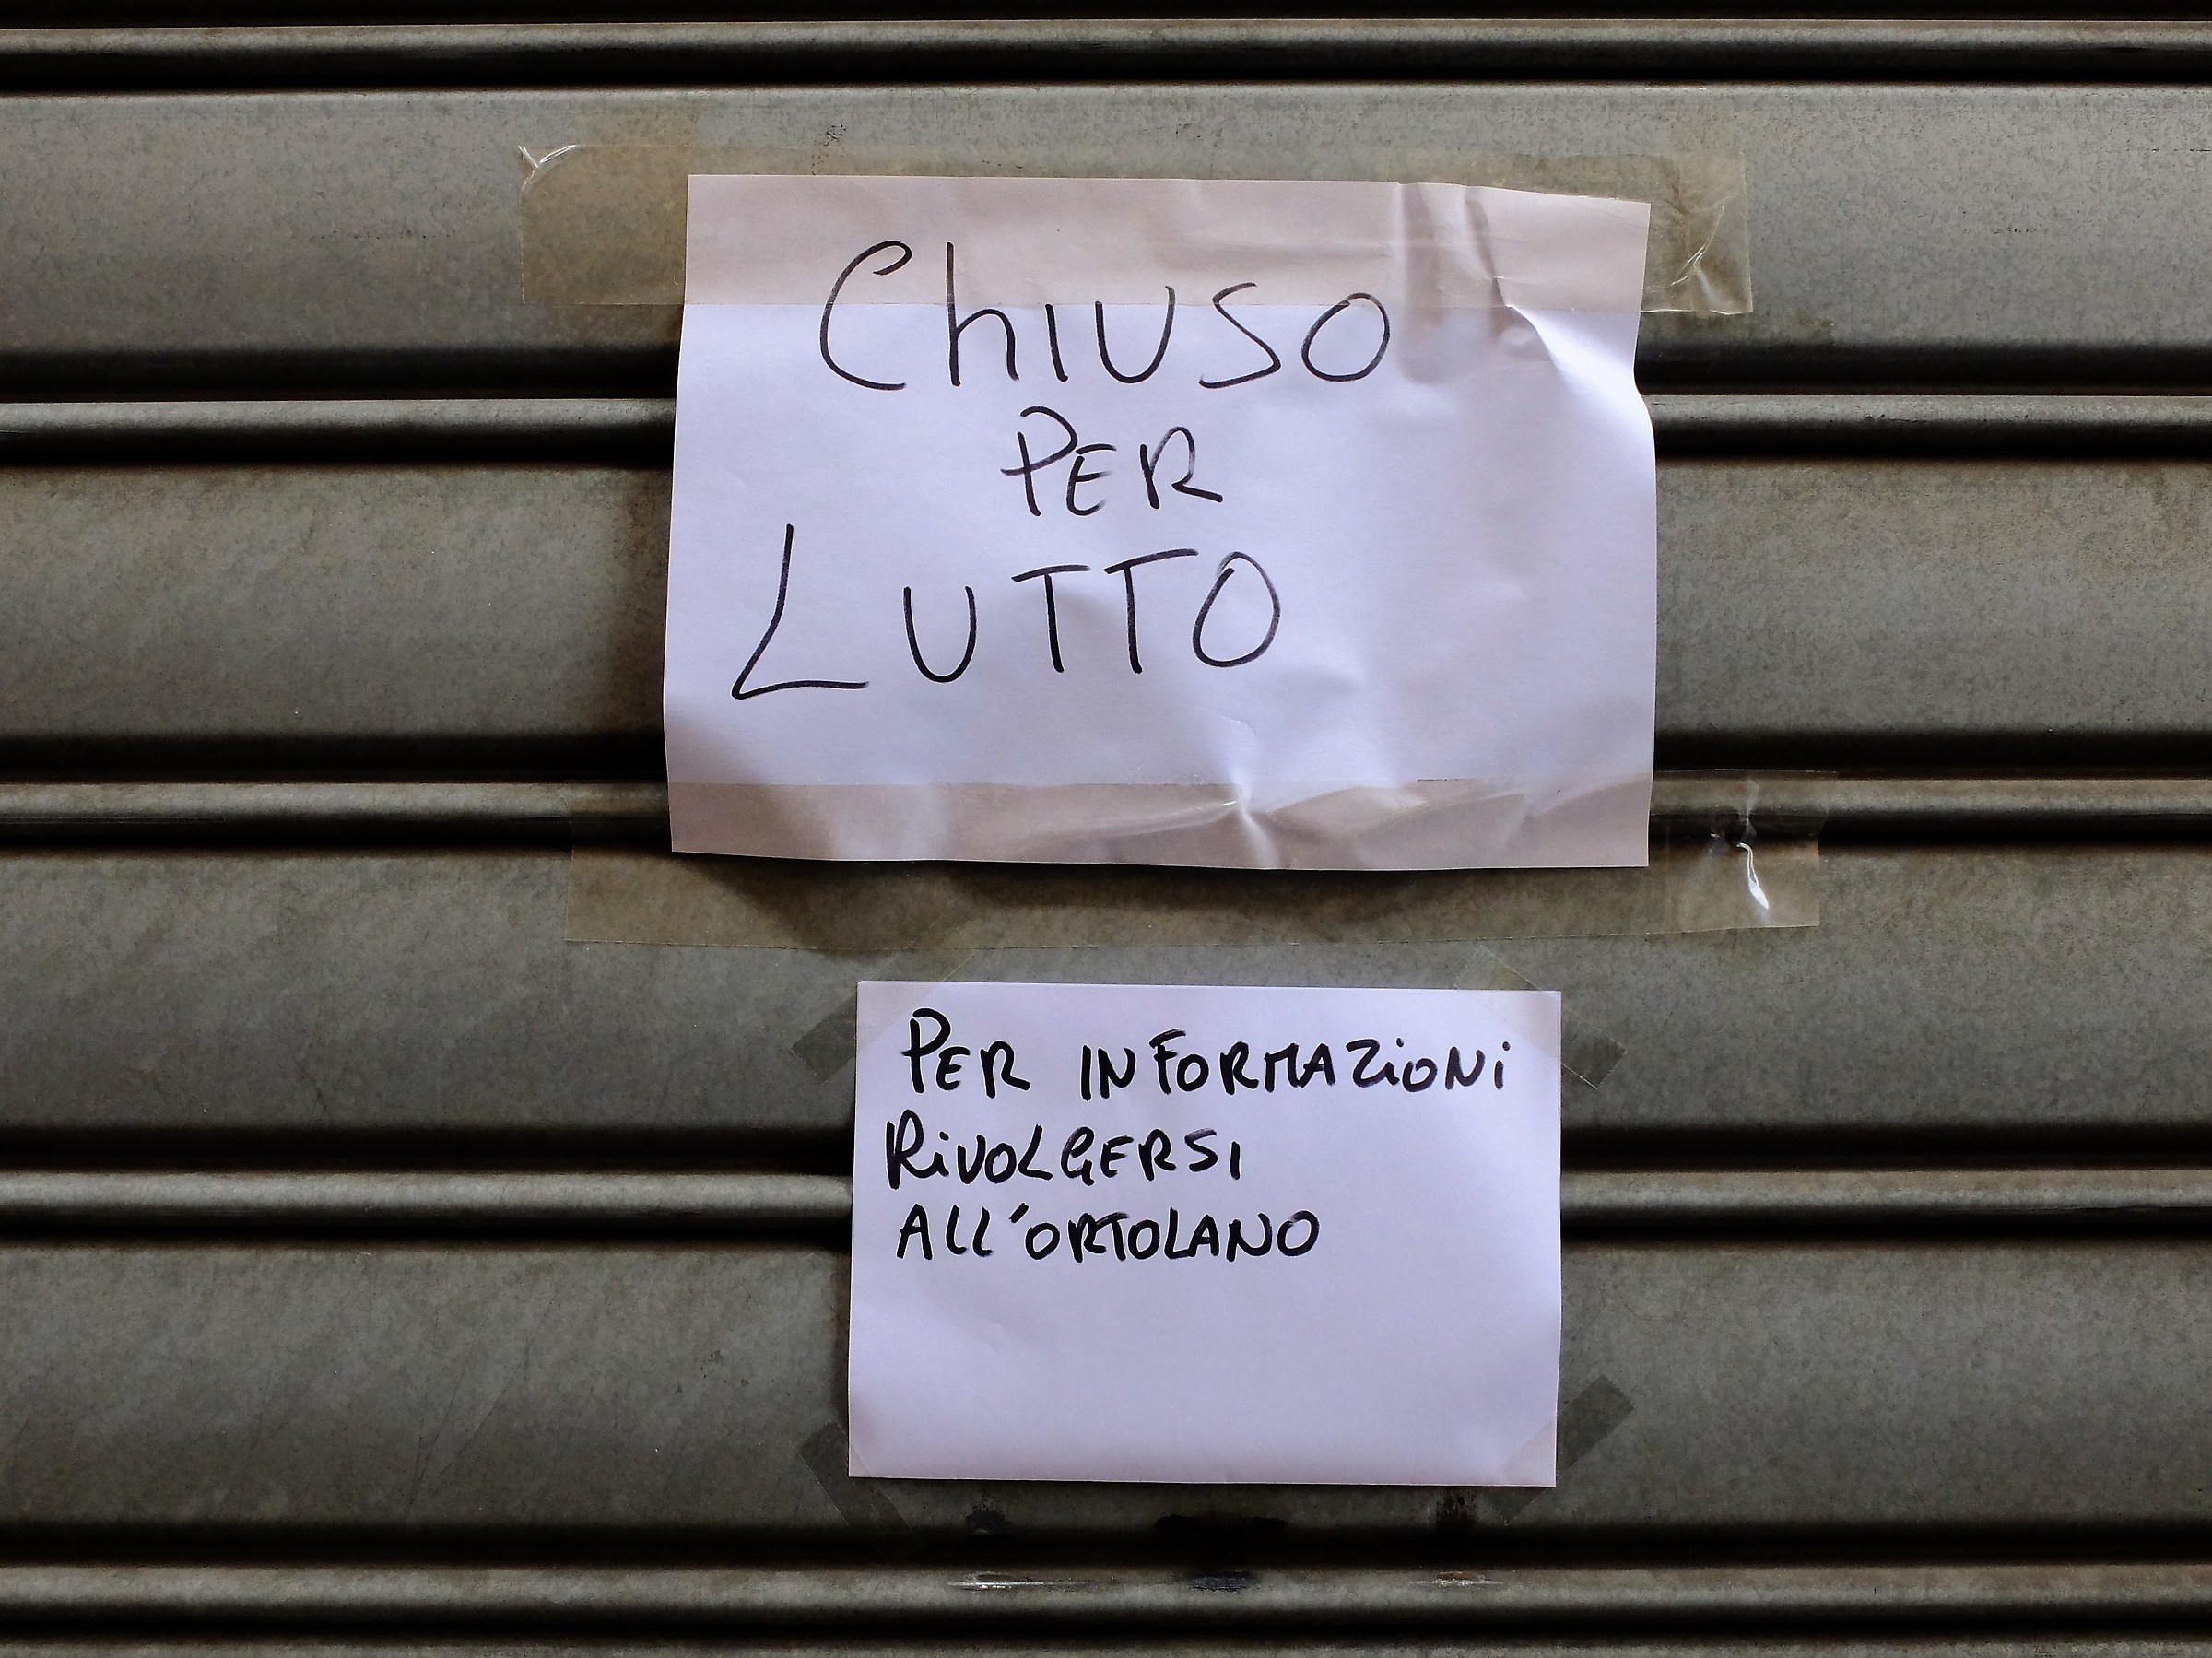 Chiuso
PER
LUTTO
PER INFORMAZiONi
RiVOLGERSI
ALL'ORTOLANO